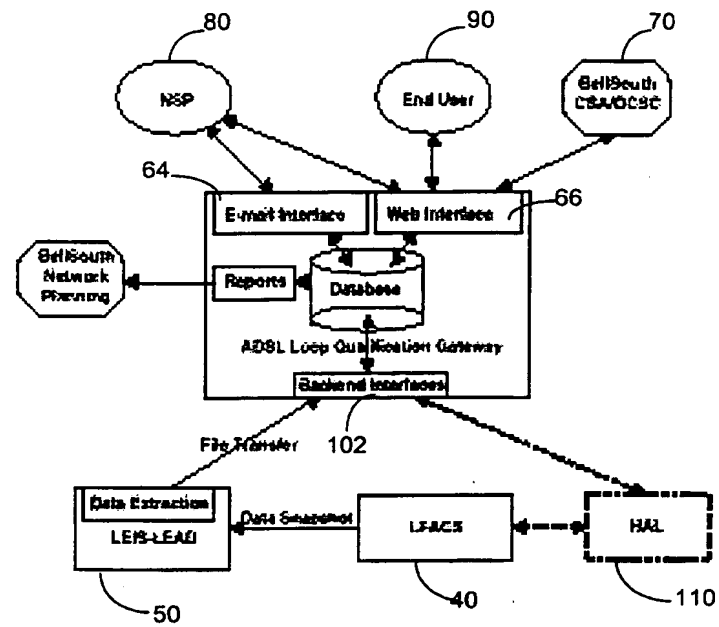 80
90
70
NSP
End User
BellSouth
CSA/DCSC
64
E-mail Interface
Web Interface
66
BellSouth
Network
Planning
Reports
Database
ADSL Loop Qualification Gateway
Backend Interfaces
File Transfer
102
Data Extraction
LEIS-LEAD
Data Snapshot
LFACS
HAL
50
40
110